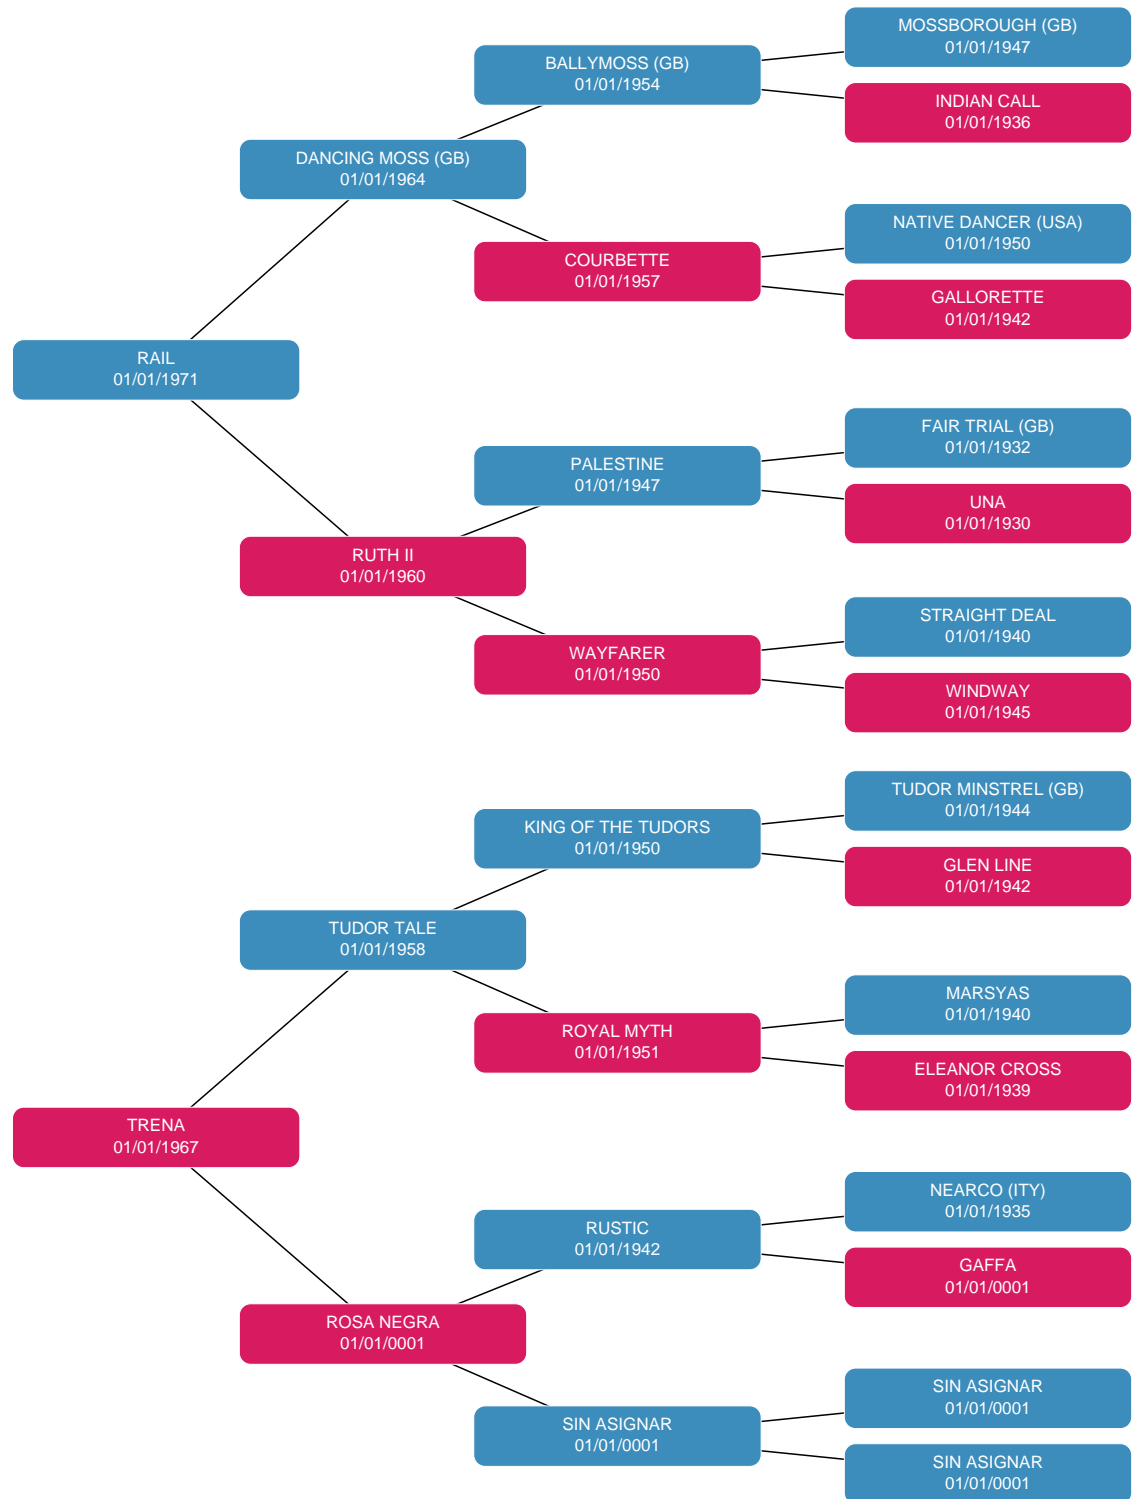 MOSSBOROUGH (GB)
01/01/1947
BALLYMOSS (GB)
01/01/1954
INDIAN CALL
01/01/1936
DANCING MOSS (GB)
01/01/1964
NATIVE DANCER (USA)
01/01/1950
COURBETTE
01/01/1957
GALLORETTE
01/01/1942
RAIL
01/01/1971
FAIR TRIAL (GB)
01/01/1932
PALESTINE
01/01/1947
UNA
01/01/1930
RUTH II
01/01/1960
STRAIGHT DEAL
01/01/1940
WAYFARER
01/01/1950
WINDWAY
01/01/1945
TUDOR MINSTREL (GB)
01/01/1944
KING OF THE TUDORS
01/01/1950
GLEN LINE
01/01/1942
TUDOR TALE
01/01/1958
MARSYAS
01/01/1940
ROYAL MYTH
01/01/1951
ELEANOR CROSS
01/01/1939
TRENA
01/01/1967
NEARCO (ITY)
01/01/1935
RUSTIC
01/01/1942
GAFFA
01/01/0001
ROSA NEGRA
01/01/0001
SIN ASIGNAR
01/01/0001
SIN ASIGNAR
01/01/0001
SIN ASIGNAR
01/01/0001